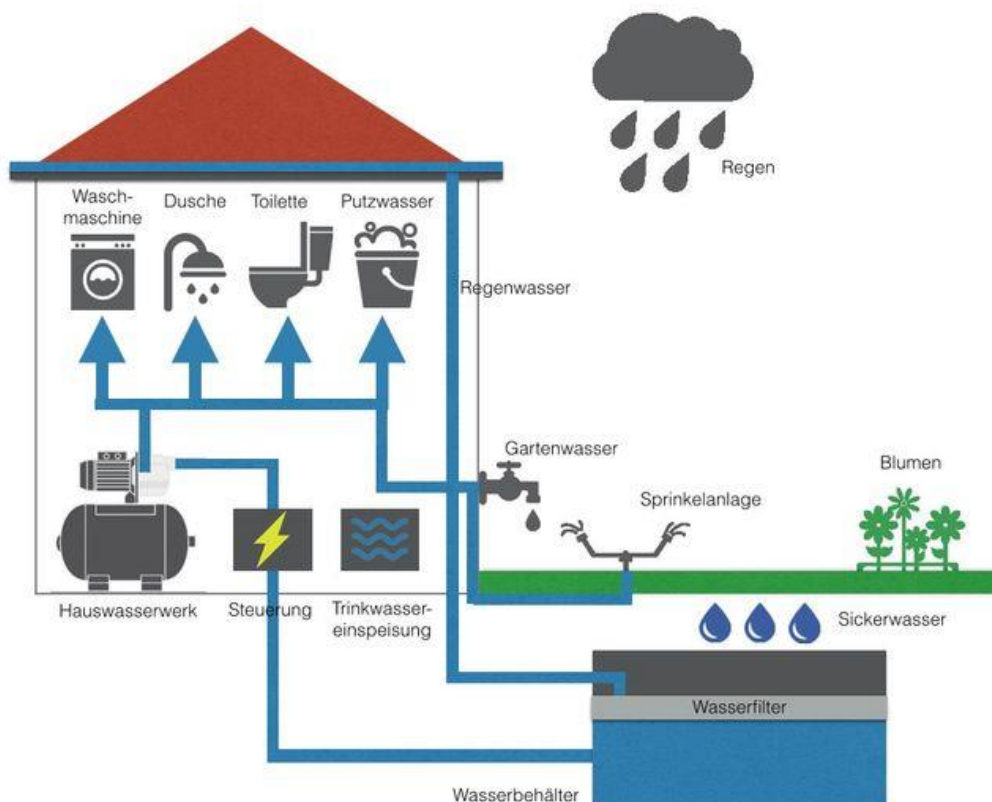 Regen
Wasch-
maschine
Dusche
Toilette
Putzwasser
Regenwasser
Gartenwasser
Sprinkelanlage
Blumen
Hauswasserwerk
Steuerung
Trinkwasser-
einspeisung
Sickerwasser
Wasserfilter
Wasserbehälter